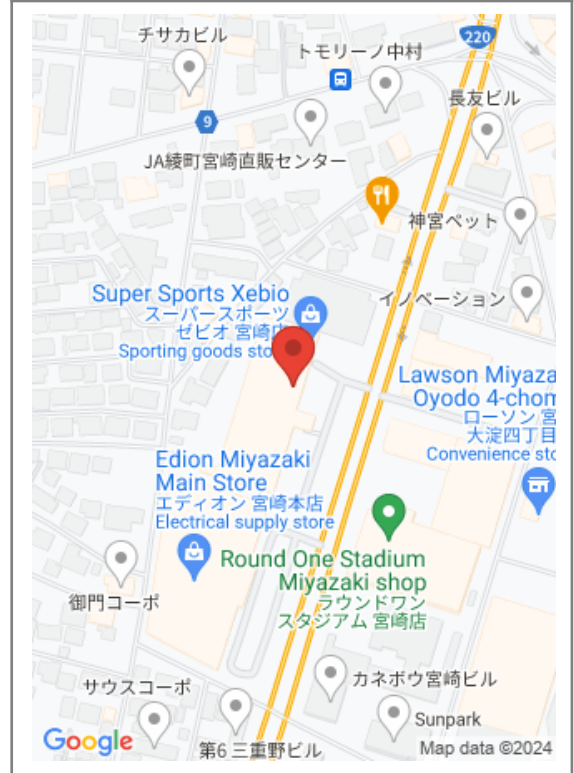 220
チサカビル
トモリーノ中村
長友ビル
9
JA綾町宮崎直販センター
神宮ペット
Super Sports Xebio
スーパースポーツ
ゼビオ 宮崎
Sporting goods
イノベーション
Lawson
Oyodo
ローソン 宮
大淀四丁目
Convenience
Edion Miyazaki
Main Store
エディオン 宮崎本店
Electrical supply store
Round One Stadium
Miyazaki shop
ラウンドワン
スタジアム 宮崎店
御門コーポ
サウスコーポ
カネボウ宮崎ビル
Sunpark
第6 三重野ビル
Google
Map data ©2024